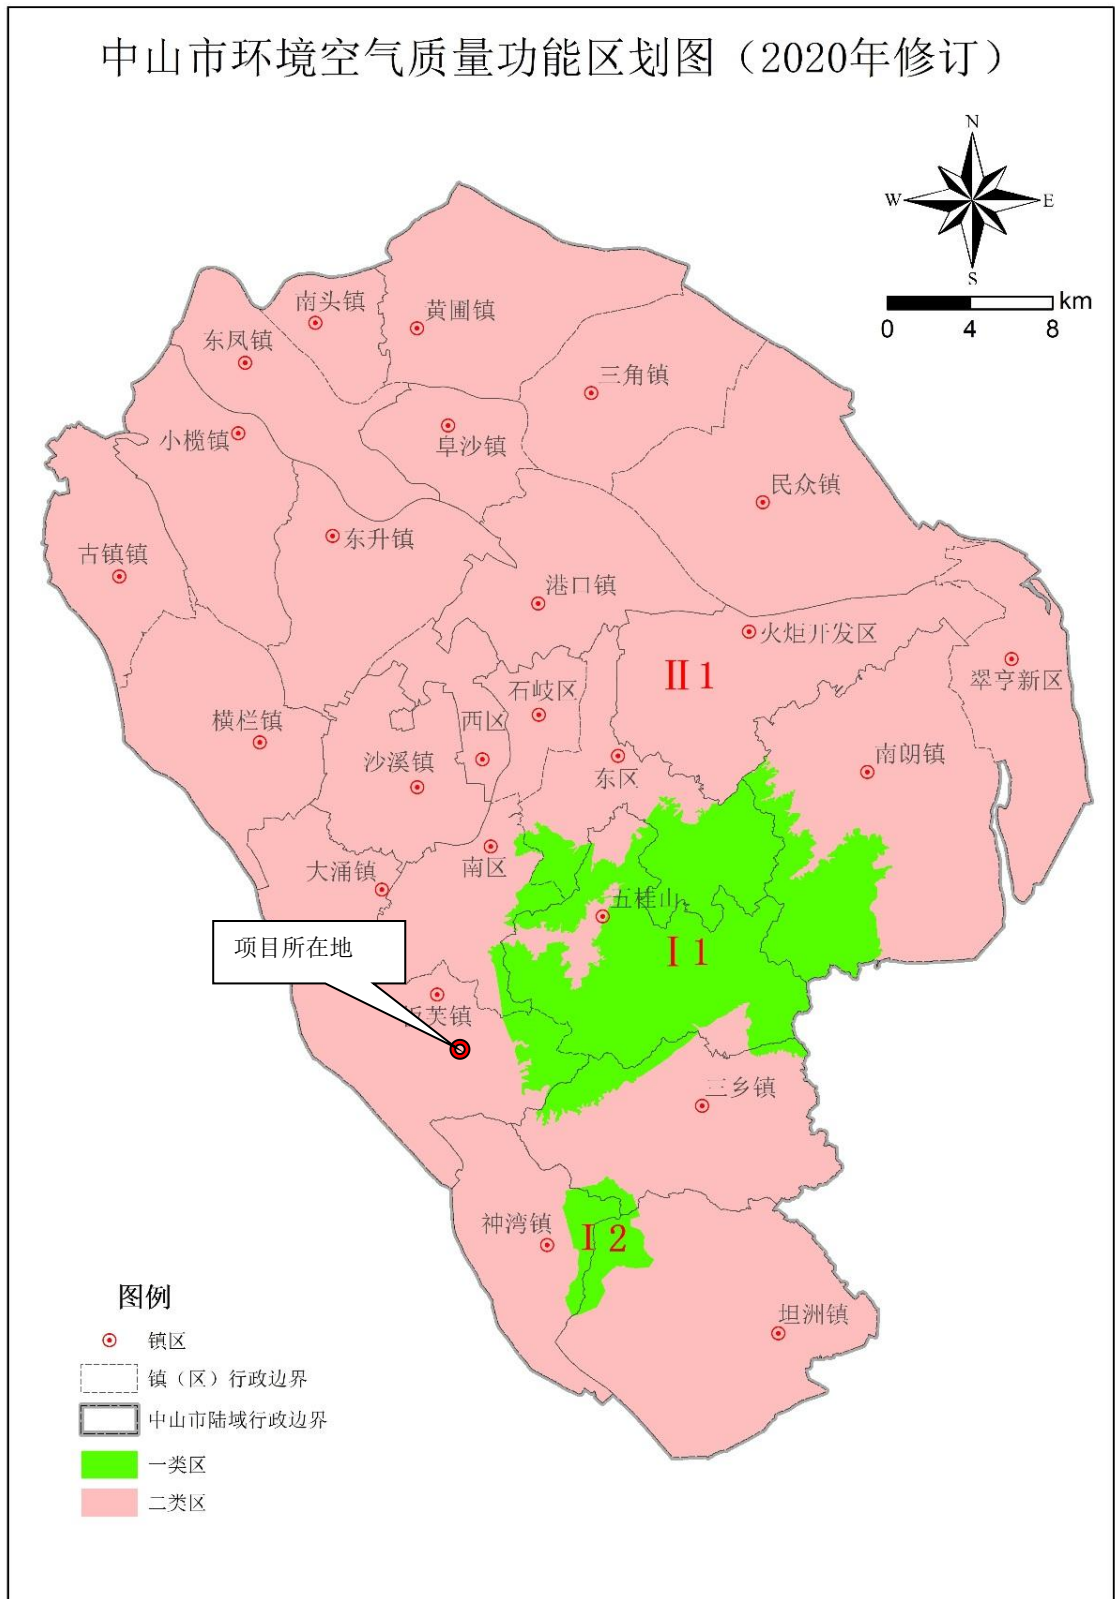 中山市环境空气质量功能区划图（2020年修订）
N
W
E
S
km
0 4 8
南头镇
黄圃镇
东凤镇
三角镇
小榄镇
阜沙镇
民众镇
东升镇
古镇镇
港口镇
火炬开发区
Ⅱ1
翠亨新区
石岐区
西区
横栏镇
南朗镇
沙溪镇
东区
南区
大涌镇
五桂山
Ⅰ1
项目所在地
芙镇
三乡镇
神湾镇
Ⅰ2
坦洲镇
图例
镇区
镇（区）行政边界
中山市陆域行政边界
一类区
二类区